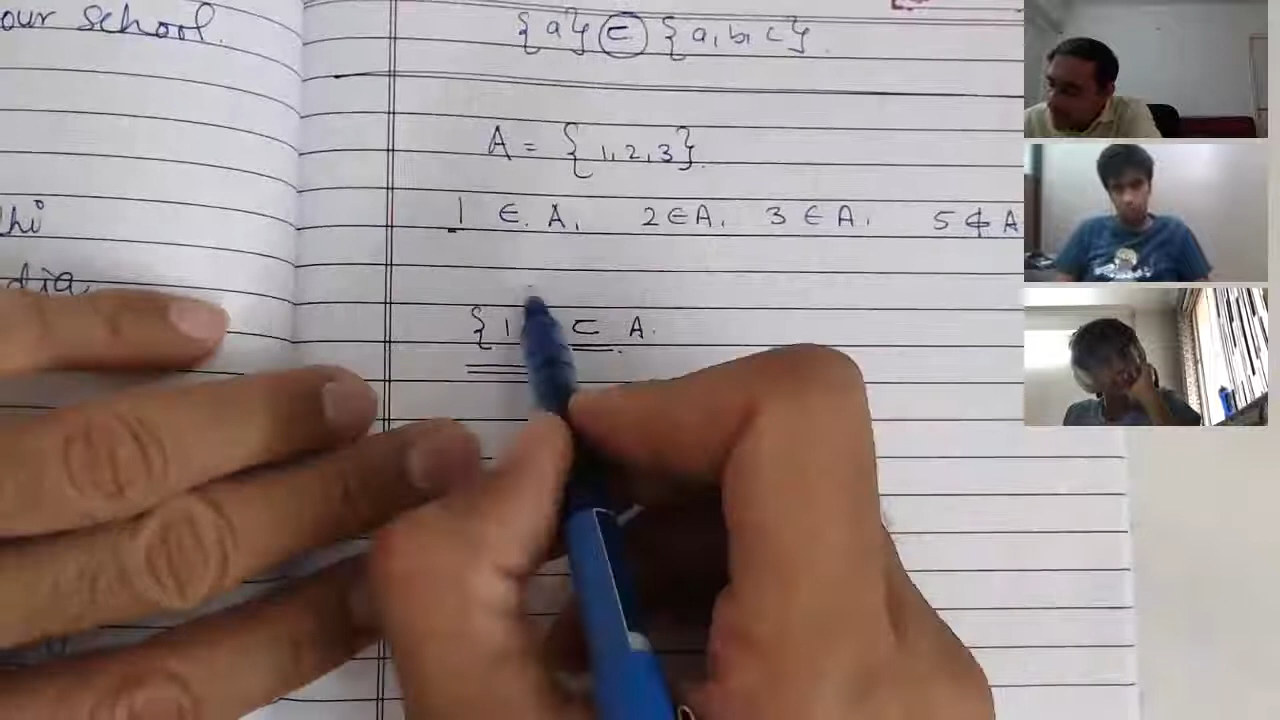 our school.
{a} ⊂ {a, b, c}.
A = {1, 2, 3}.
1 ∈. A, 2 ∈ A, 3 ∈ A, 5 ∉ A
{1 ⊂ A.